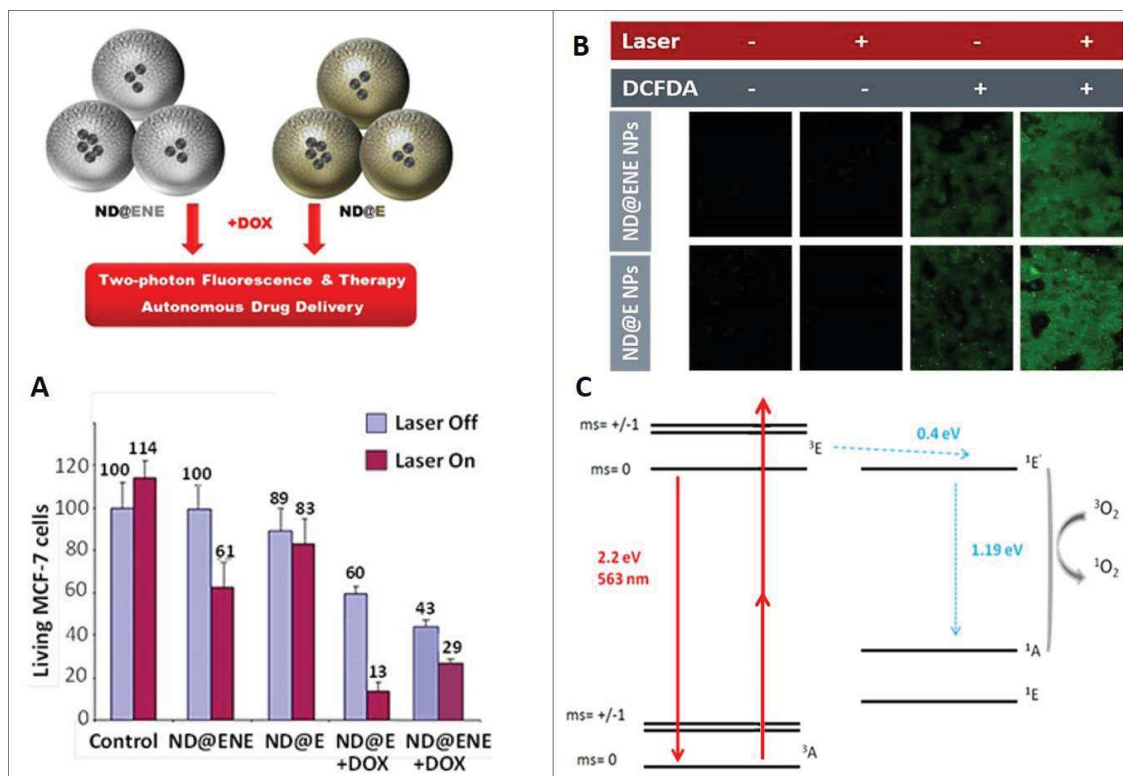 ND@ENE
+DOX
ND@E
Two-photon Fluorescence & Therapy
Autonomous Drug Delivery
B
Laser - + - +
DCFDA - - + +
ND@ENE NPs
ND@E NPs
A
Laser Off
Laser On
Living MCF-7 cells
120
100
80
60
40
20
0
100 114
100 61
89 83
60 13
43 29
Control ND@ENE ND@E ND@E ND@ENE
+DOX +DOX
C
ms= +/-1
³E
ms= 0
0.4 eV
¹E'
2.2 eV
563 nm
1.19 eV
³O₂
¹O₂
¹A
¹E
ms= +/-1
³A
ms= 0